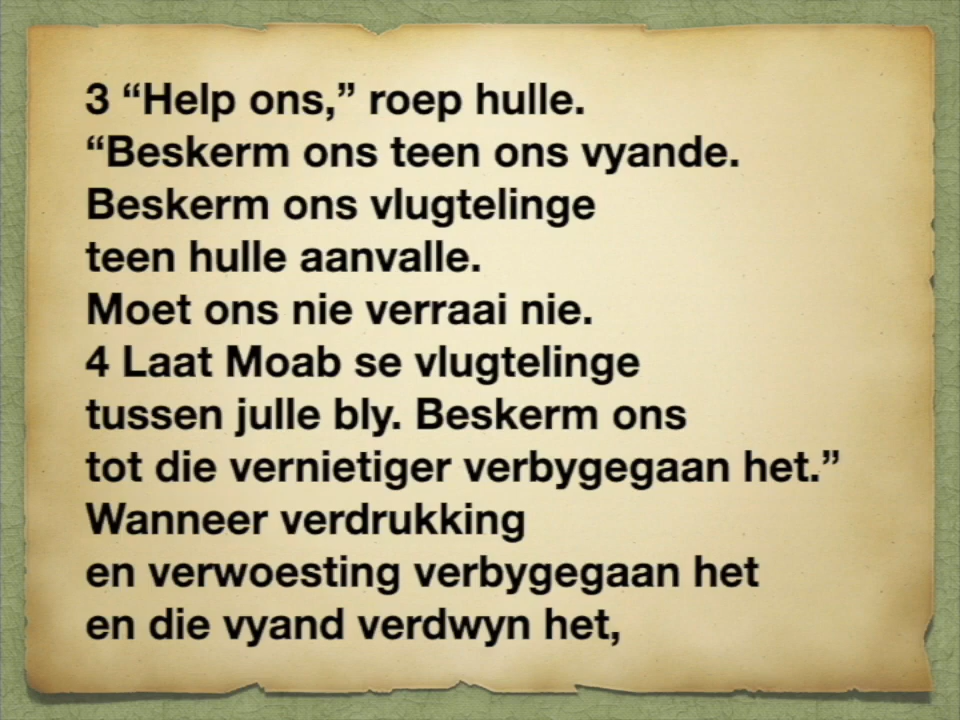 3 “Help ons,” roep hulle.
“Beskerm ons teen ons vyande.
Beskerm ons vlugtelinge
teen hulle aanvalle.
Moet ons nie verraai nie.
4 Laat Moab se vlugtelinge
tussen julle bly. Beskerm ons
tot die vernietiger verbygegaan het.”
Wanneer verdrukking
en verwoesting verbygegaan het
en die vyand verdwyn het,